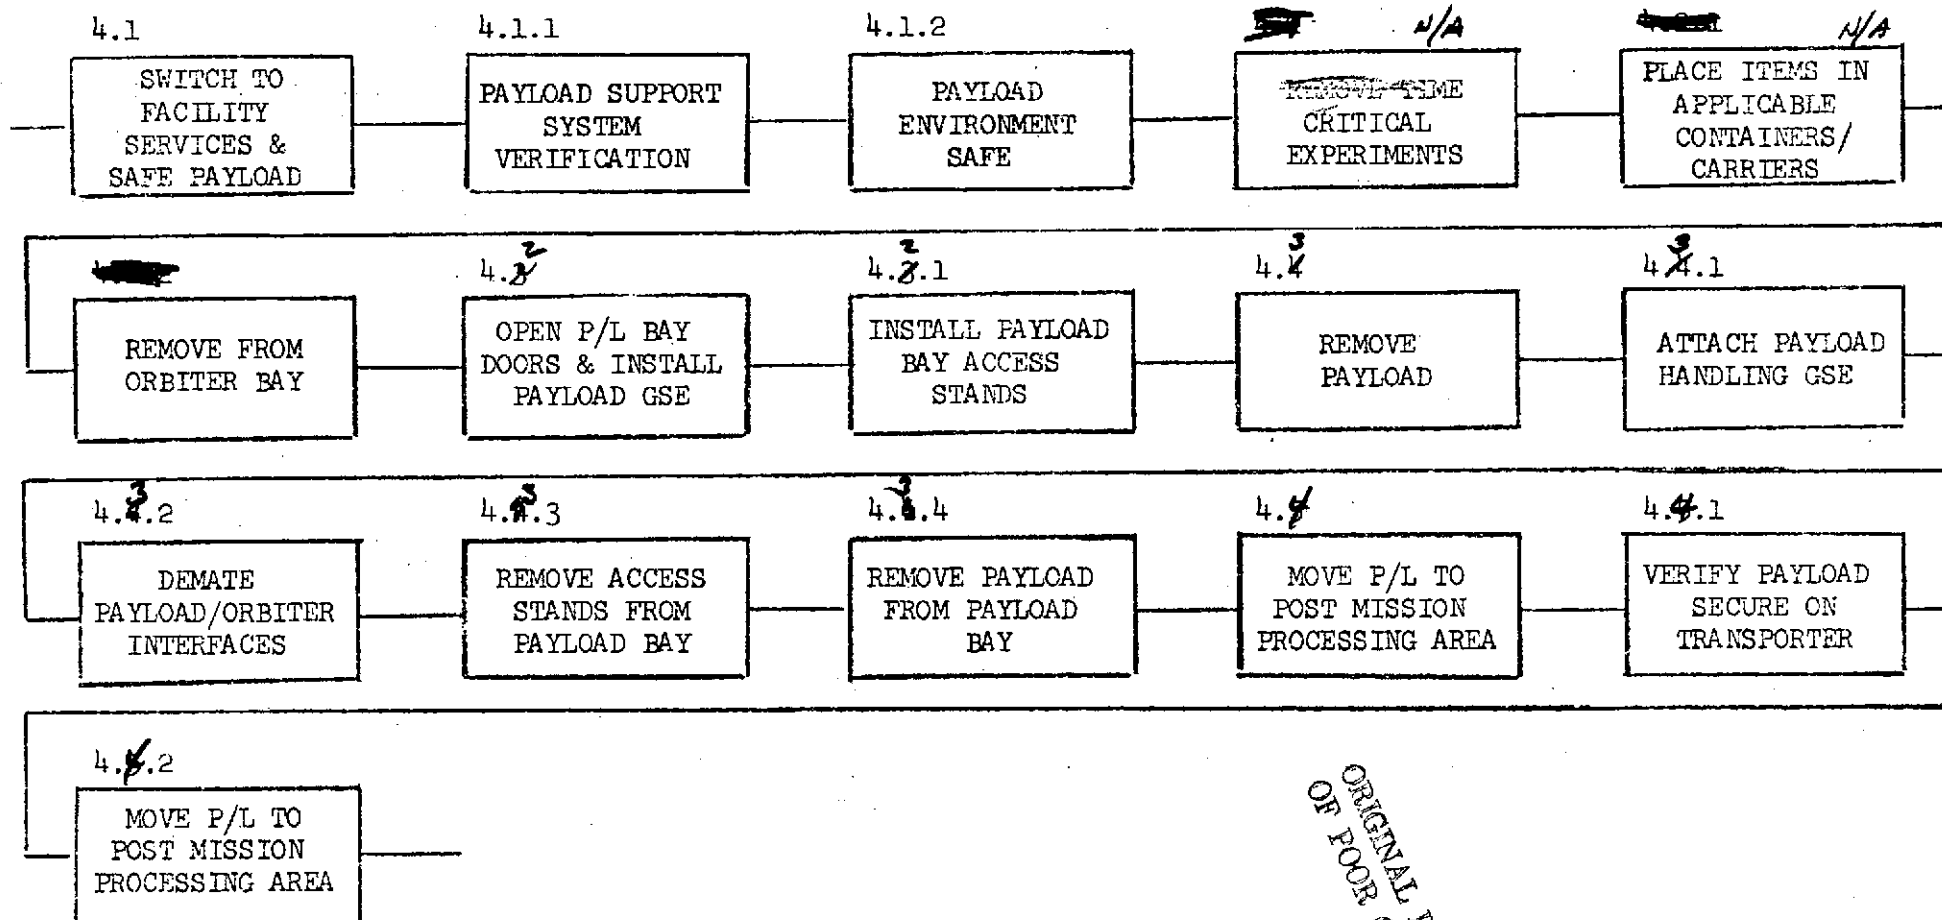 4.1
SWITCH TO
FACILITY
SERVICES &
SAFE PAYLOAD
4.1.1
PAYLOAD SUPPORT
SYSTEM
VERIFICATION
4.1.2
PAYLOAD
ENVIRONMENT
SAFE
N/A
REMOVE TIME
CRITICAL
EXPERIMENTS
N/A
PLACE ITEMS IN
APPLICABLE
CONTAINERS/
CARRIERS
REMOVE FROM
ORBITER BAY
4.2
OPEN P/L BAY
DOORS & INSTALL
PAYLOAD GSE
4.2.1
INSTALL PAYLOAD
BAY ACCESS
STANDS
4.3
REMOVE
PAYLOAD
4.3.1
ATTACH PAYLOAD
HANDLING GSE
4.3.2
DEMATE
PAYLOAD/ORBITER
INTERFACES
4.3.3
REMOVE ACCESS
STANDS FROM
PAYLOAD BAY
4.3.4
REMOVE PAYLOAD
FROM PAYLOAD
BAY
4.4
MOVE P/L TO
POST MISSION
PROCESSING AREA
4.4.1
VERIFY PAYLOAD
SECURE ON
TRANSPORTER
4.4.2
MOVE P/L TO
POST MISSION
PROCESSING AREA
ORIGINAL
OF POOR